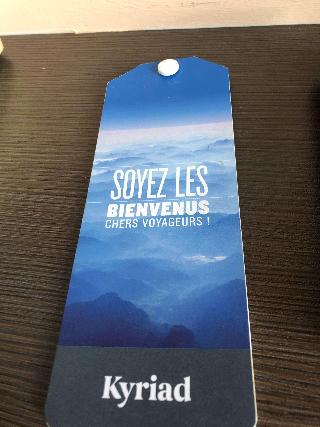 SOYEZ LES
BIENVENUS
CHERS VOYAGEURS !
Kyriad